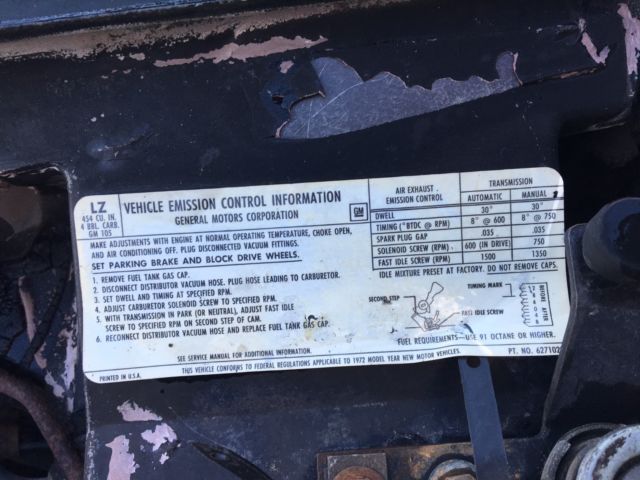 LZ
454 CU. IN.
4 BBL. CARB.
GM 105
VEHICLE EMISSION CONTROL INFORMATION
GENERAL MOTORS CORPORATION
GM
MAKE ADJUSTMENTS WITH ENGINE AT NORMAL OPERATING TEMPERATURE, CHOKE OPEN,
AND AIR CONDITIONING OFF. PLUG DISCONNECTED VACUUM FITTINGS.
SET PARKING BRAKE AND BLOCK DRIVE WHEELS.
1. REMOVE FUEL TANK GAS CAP.
2. DISCONNECT DISTRIBUTOR VACUUM HOSE. PLUG HOSE LEADING TO CARBURETOR.
3. SET DWELL AND TIMING AT SPECIFIED RPM.
4. ADJUST CARBURETOR SOLENOID SCREW TO SPECIFIED RPM.
5. WITH TRANSMISSION IN PARK (OR NEUTRAL), ADJUST FAST IDLE
SCREW TO SPECIFIED RPM ON SECOND STEP OF CAM.
6. RECONNECT DISTRIBUTOR VACUUM HOSE AND REPLACE FUEL TANK GAS CAP.
AIR EXHAUST EMISSION CONTROL TRANSMISSION
AUTOMATIC MANUAL
DWELL 30° 30°
TIMING (°BTDC @ RPM) 8° @ 600 8° @ 750
SPARK PLUG GAP .035 .035
SOLENOID SCREW (RPM) 600 (IN DRIVE) 750
FAST IDLE SCREW (RPM) 1500 1350
IDLE MIXTURE PRESET AT FACTORY. DO NOT REMOVE CAPS.
SECOND STEP
TIMING MARK
FAST IDLE SCREW
BEFORE
AFTER
FUEL REQUIREMENTS—USE 91 OCTANE OR HIGHER.
SEE SERVICE MANUAL FOR ADDITIONAL INFORMATION.
THIS VEHICLE CONFORMS TO FEDERAL REGULATIONS APPLICABLE TO 1972 MODEL YEAR NEW MOTOR VEHICLES.
PRINTED IN U.S.A.
PT. NO. 627102